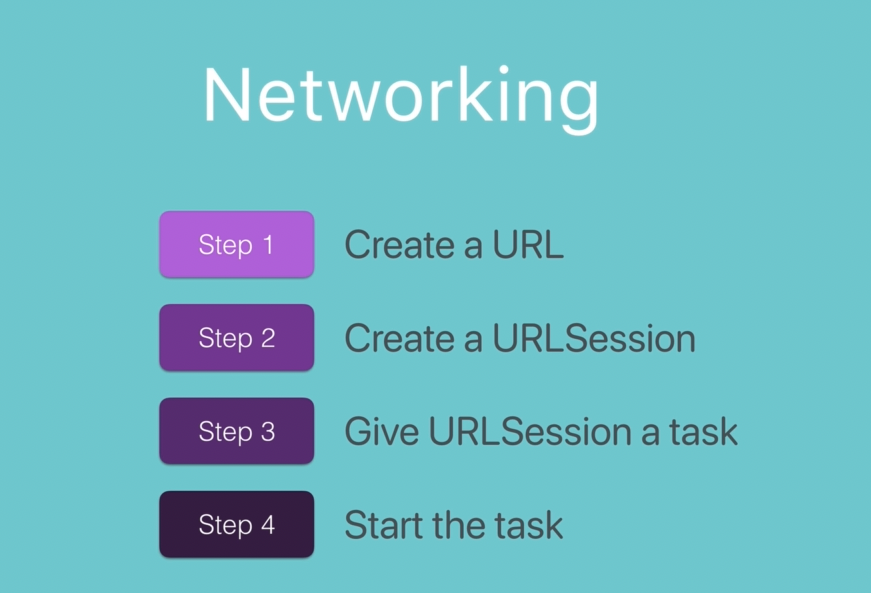 Networking
Step 1 Create a URL
Step 2 Create a URLSession
Step 3 Give URLSession a task
Step 4 Start the task